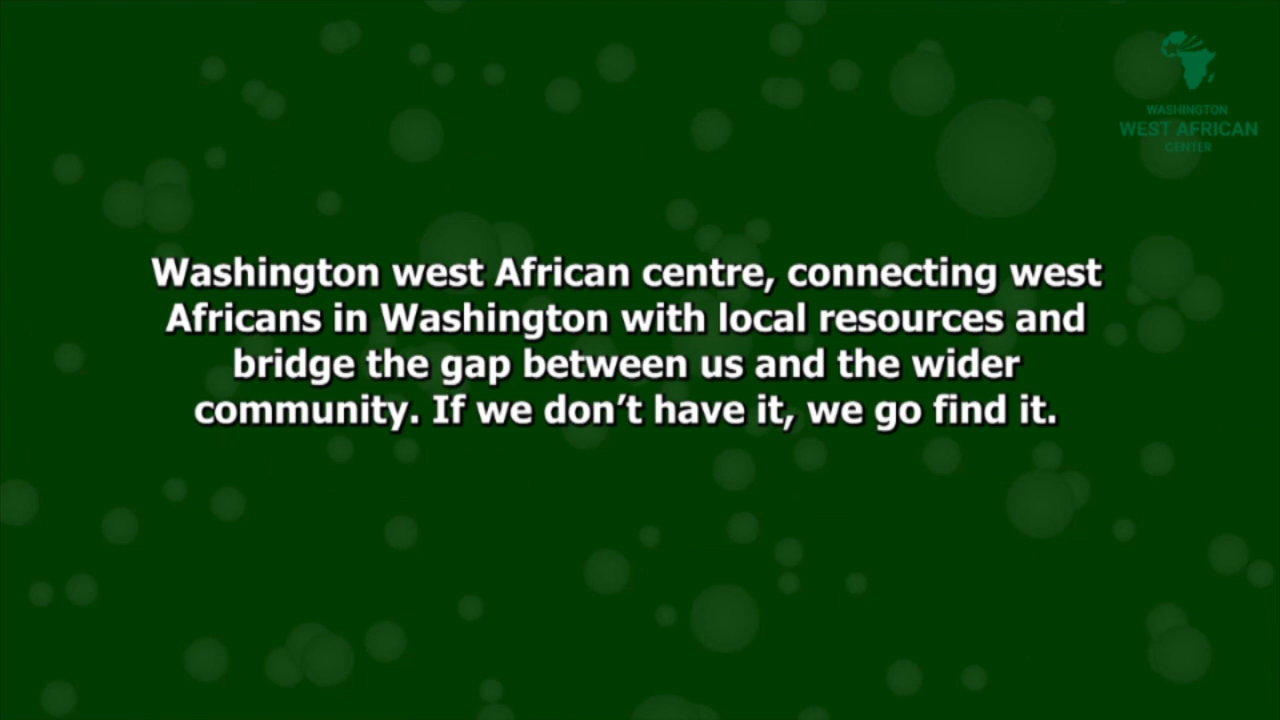 WASHINGTON
WEST AFRICAN
CENTER
Washington west African centre, connecting west
Africans in Washington with local resources and
bridge the gap between us and the wider
community. If we don’t have it, we go find it.